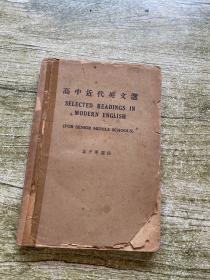 高中近代英文選
SELECTED READINGS IN
MODERN ENGLISH
(FOR SENIOR MIDDLE SCHOOLS)